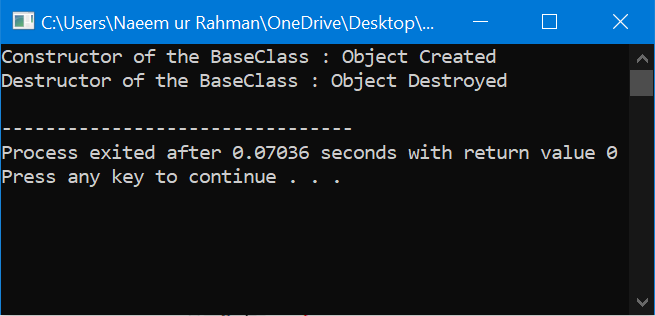 C:\Users\Naeem ur Rahman\OneDrive\Desktop\...
Constructor of the BaseClass : Object Created
Destructor of the BaseClass : Object Destroyed
--------------------------------
Process exited after 0.07036 seconds with return value 0
Press any key to continue . . .